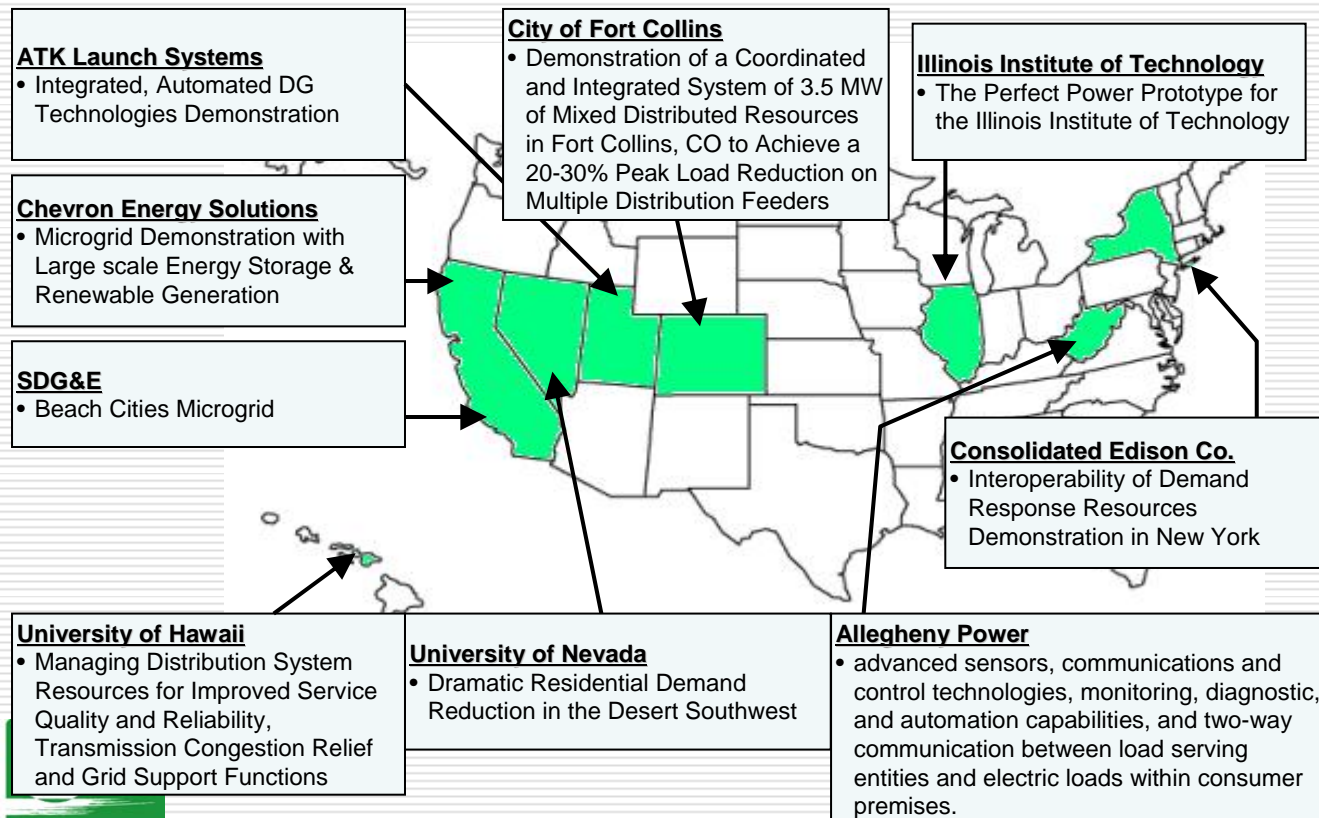 ATK Launch Systems
• Integrated, Automated DG
Technologies Demonstration
City of Fort Collins
• Demonstration of a Coordinated
and Integrated System of 3.5 MW
of Mixed Distributed Resources
in Fort Collins, CO to Achieve a
20-30% Peak Load Reduction on
Multiple Distribution Feeders
Illinois Institute of Technology
• The Perfect Power Prototype for
the Illinois Institute of Technology
Chevron Energy Solutions
• Microgrid Demonstration with
Large scale Energy Storage &
Renewable Generation
SDG&E
• Beach Cities Microgrid
Consolidated Edison Co.
• Interoperability of Demand
Response Resources
Demonstration in New York
University of Hawaii
• Managing Distribution System
Resources for Improved Service
Quality and Reliability,
Transmission Congestion Relief
and Grid Support Functions
University of Nevada
• Dramatic Residential Demand
Reduction in the Desert Southwest
Allegheny Power
• advanced sensors, communications and
control technologies, monitoring, diagnostic,
and automation capabilities, and two-way
communication between load serving
entities and electric loads within consumer
premises.